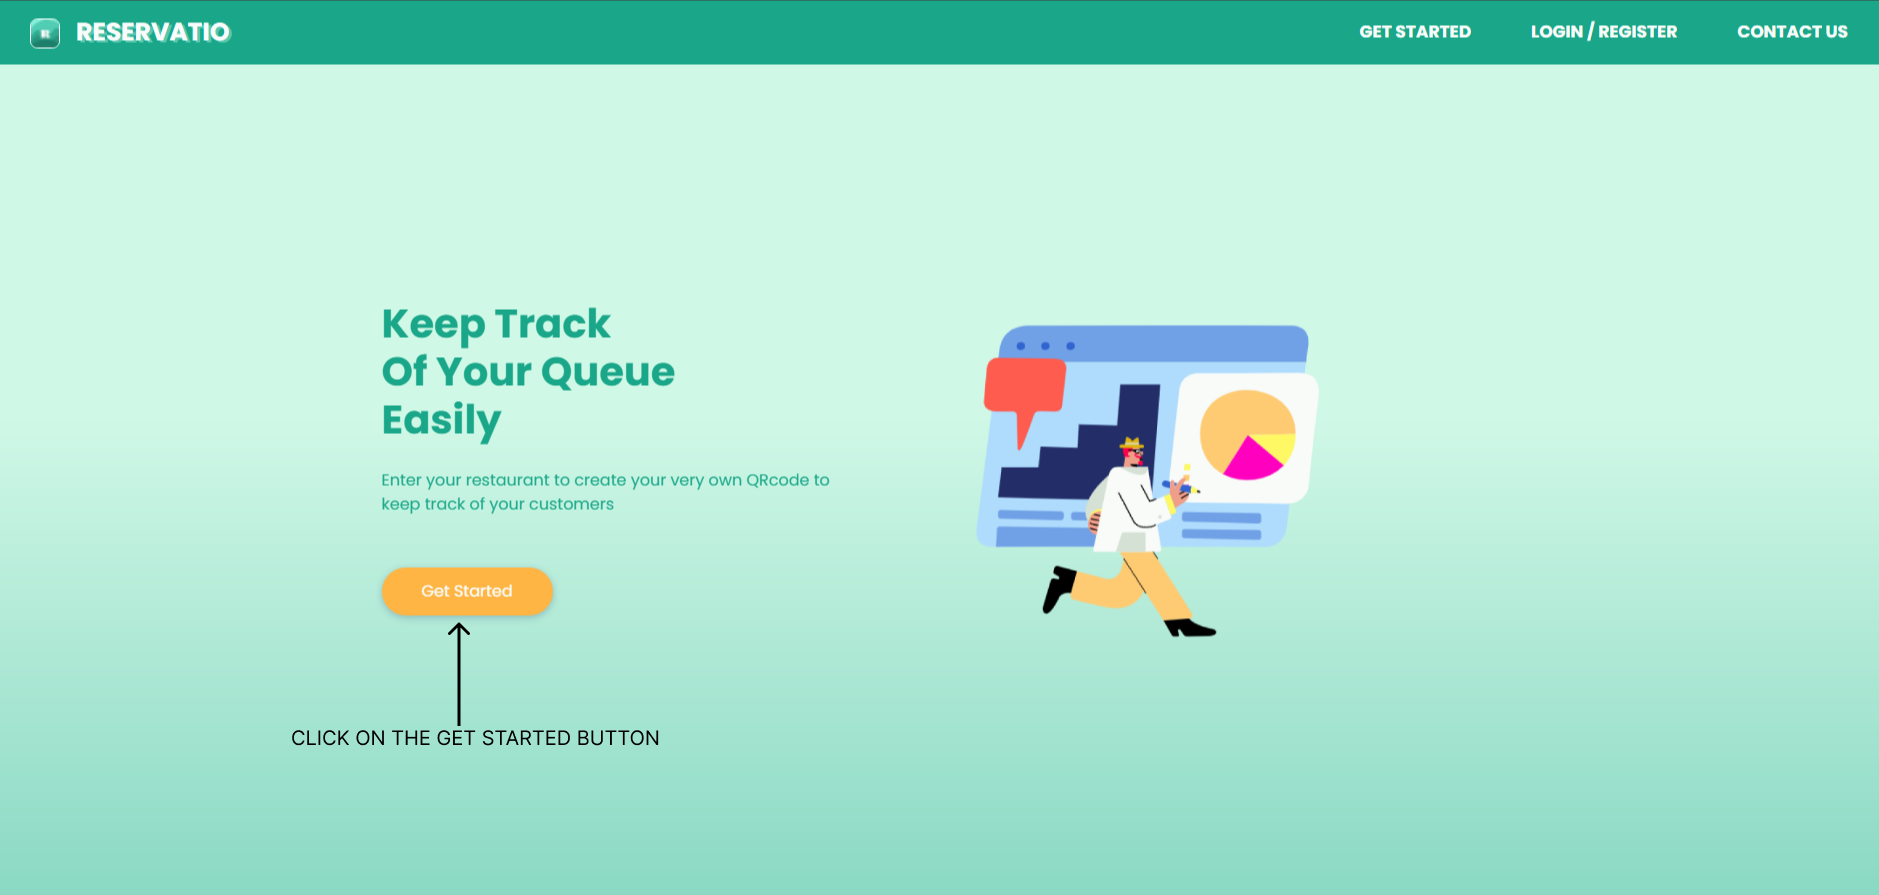 RESERVATIO
GET STARTED
LOGIN / REGISTER
CONTACT US
Keep Track
Of Your Queue
Easily
Enter your restaurant to create your very own QRcode to
keep track of your customers
Get Started
CLICK ON THE GET STARTED BUTTON